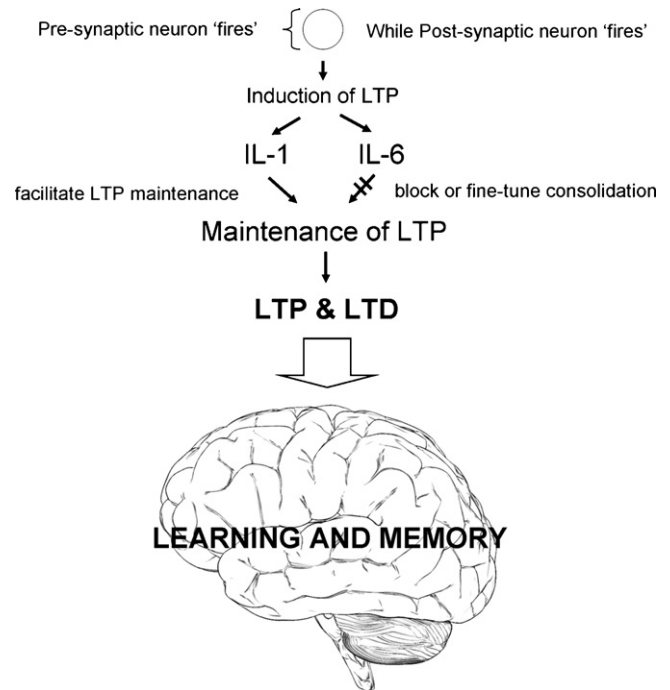 Pre-synaptic neuron ‘fires’
While Post-synaptic neuron ‘fires’
Induction of LTP
IL-1
IL-6
facilitate LTP maintenance
block or fine-tune consolidation
Maintenance of LTP
LTP & LTD
LEARNING AND MEMORY